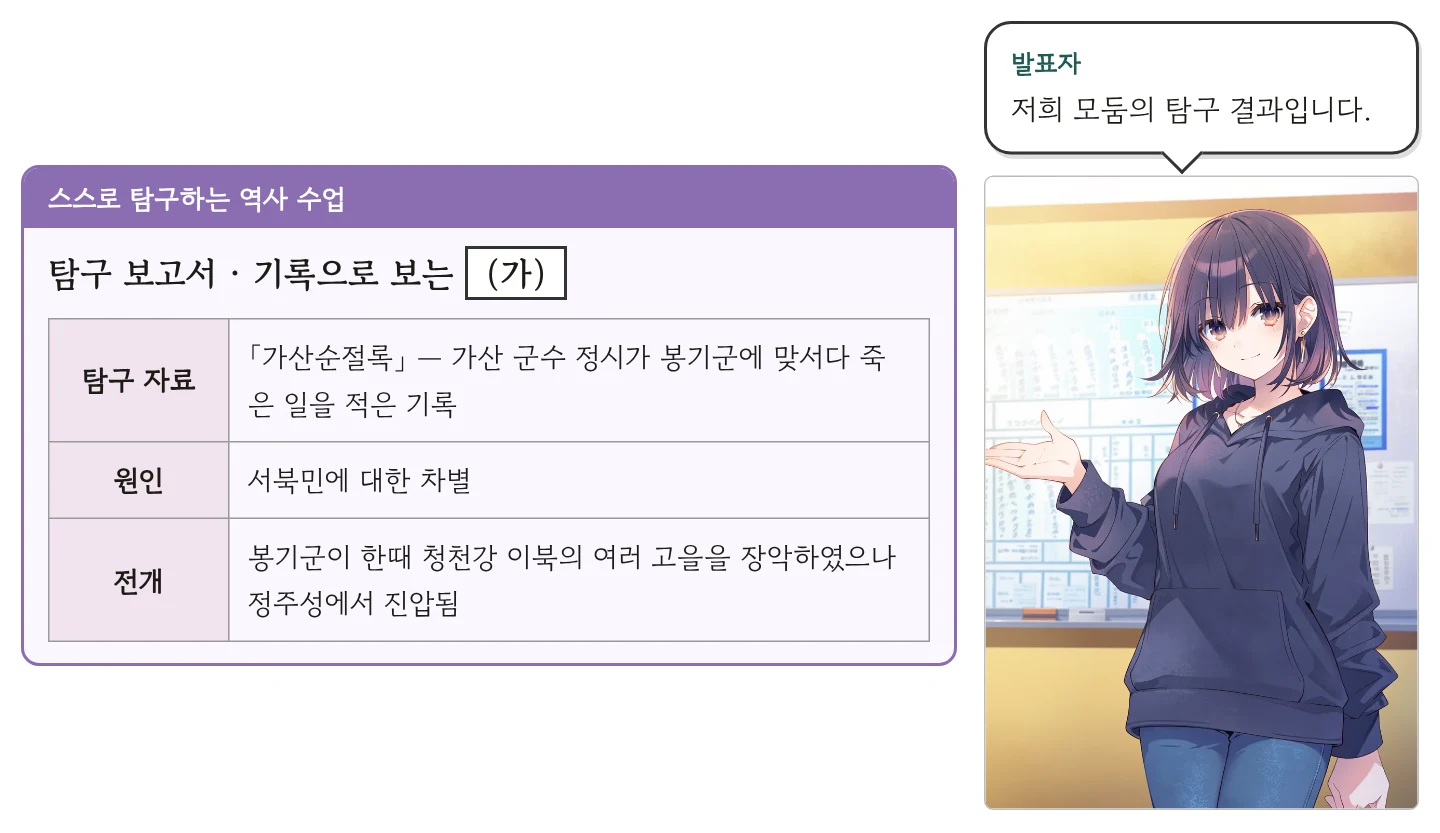 발표자
저희 모둠의 탐구 결과입니다.
스스로 탐구하는 역사 수업
탐구 보고서 · 기록으로 보는 (가)
탐구 자료
「가산순절록」 — 가산 군수 정시가 봉기군에 맞서다 죽
은 일을 적은 기록
원인
서북민에 대한 차별
전개
봉기군이 한때 청천강 이북의 여러 고을을 장악하였으나
정주성에서 진압됨